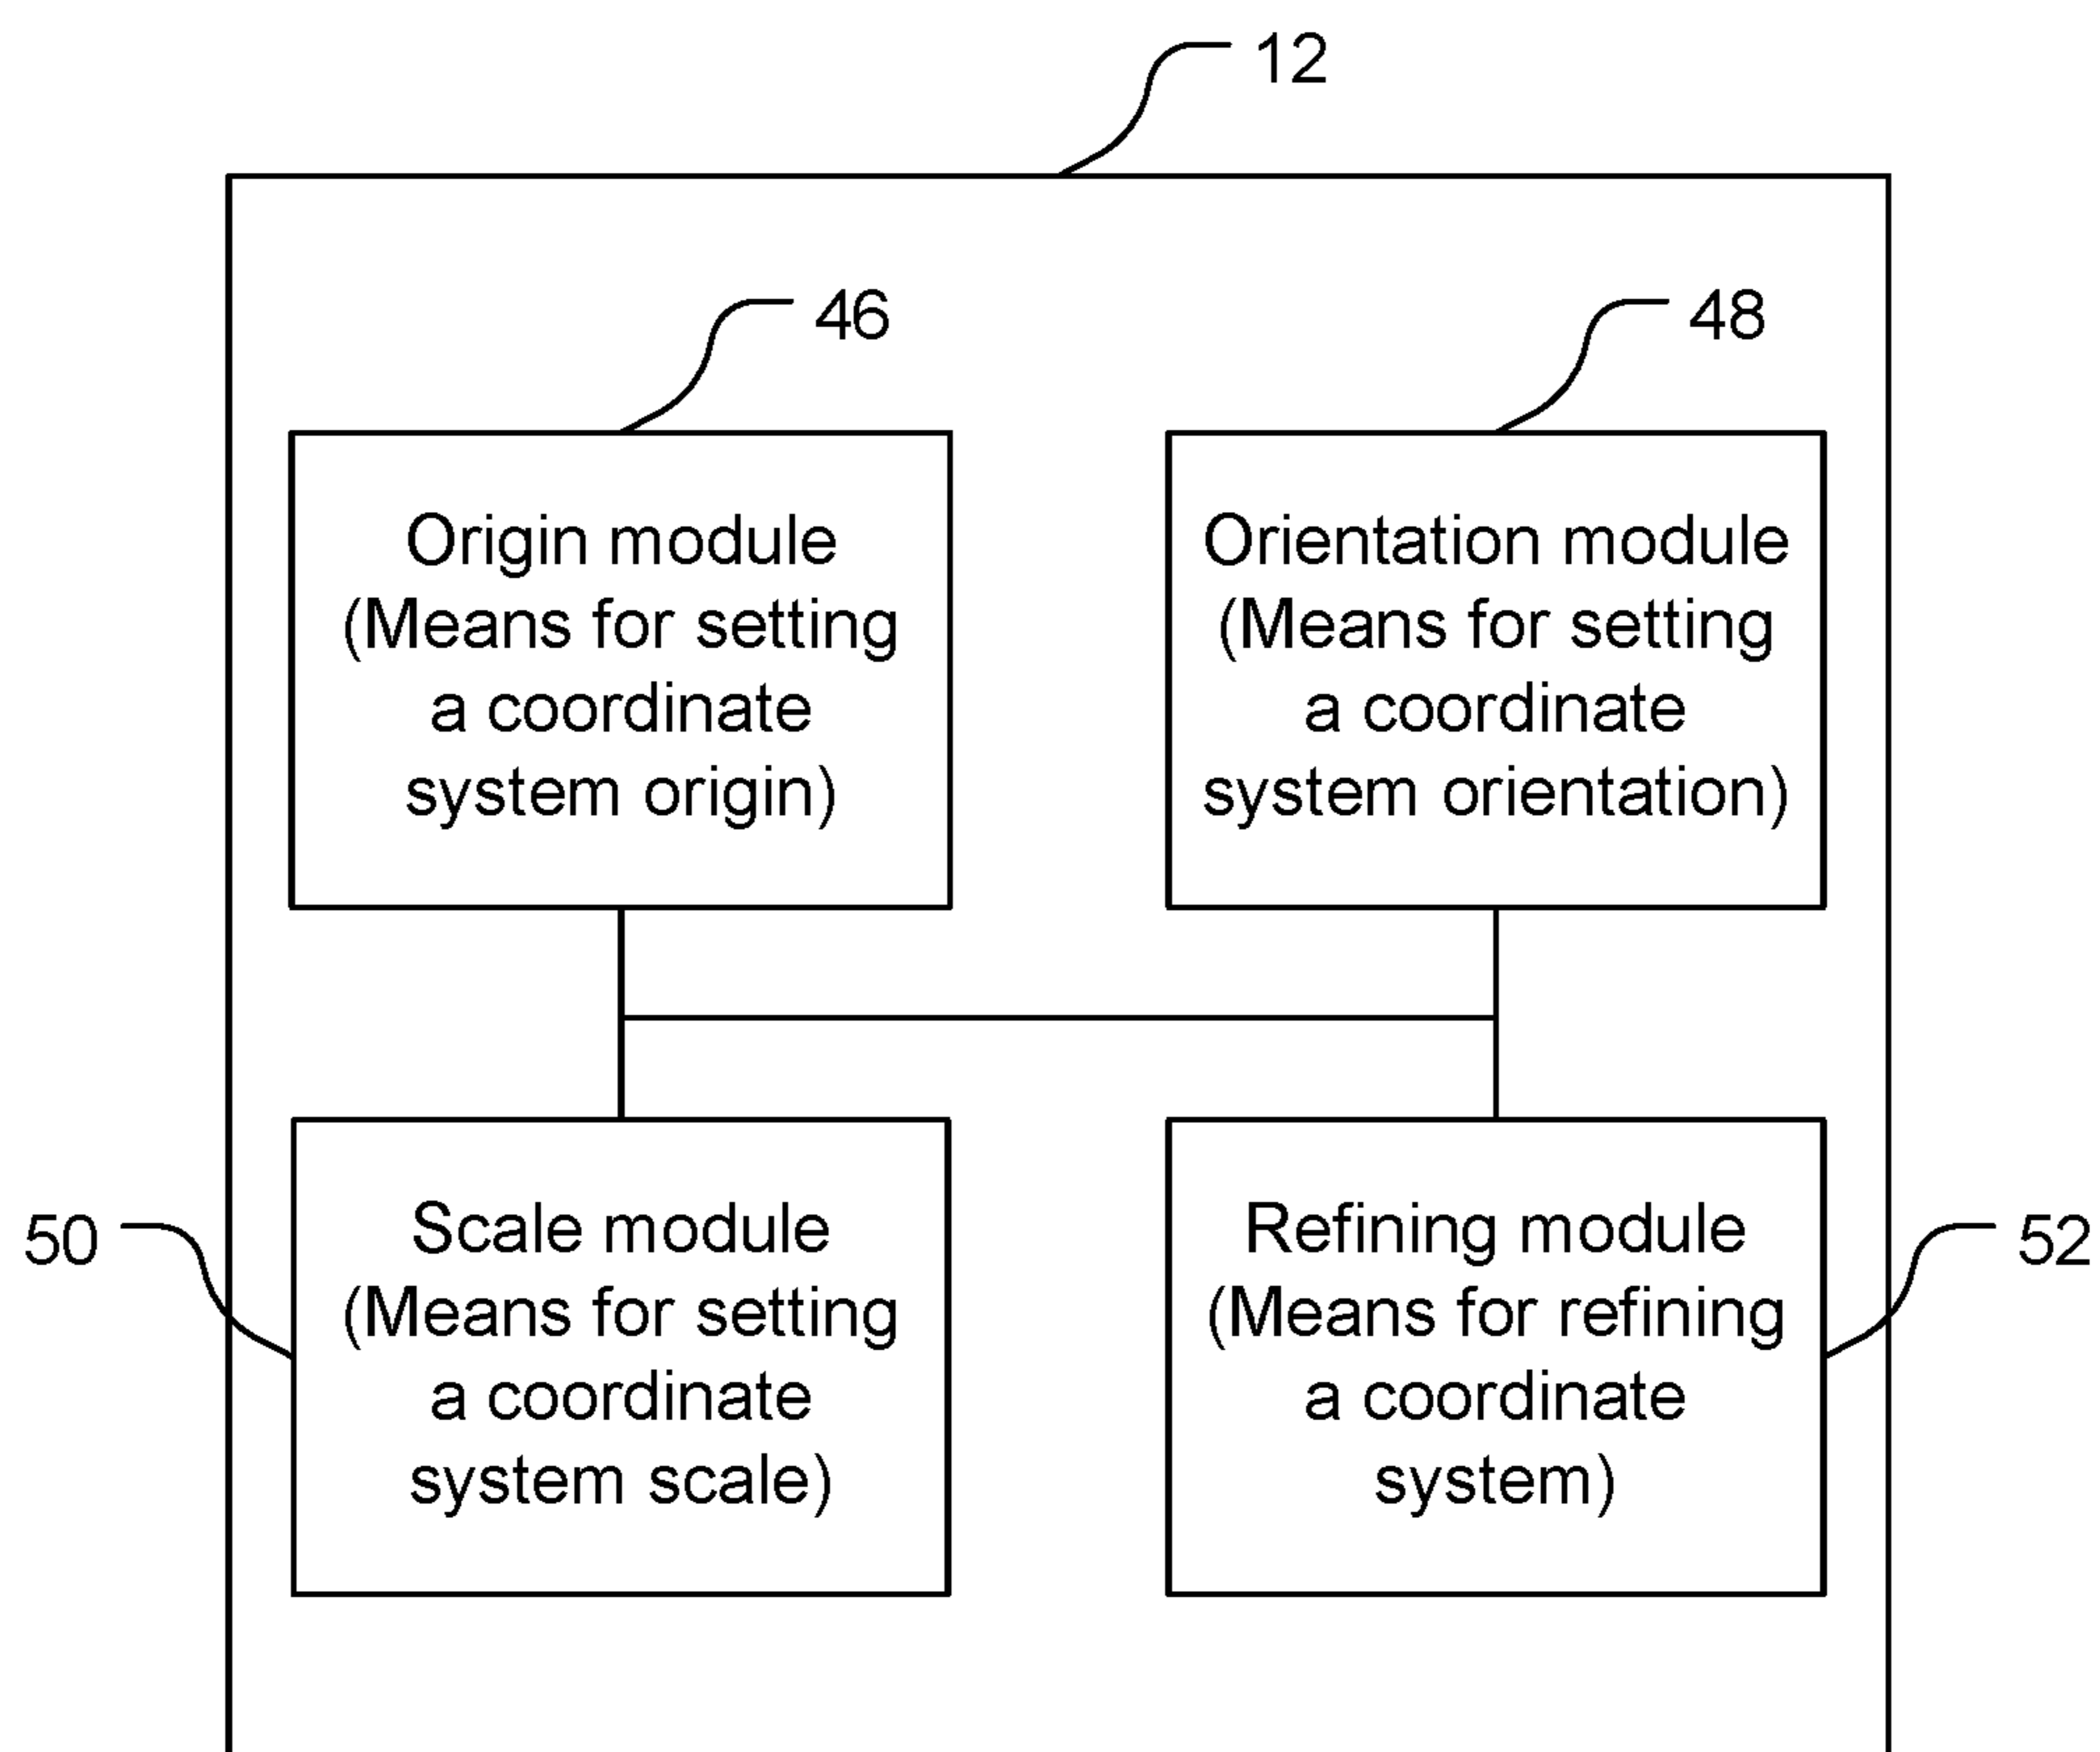 12
46
48
Origin module
(Means for setting
a coordinate
system origin)
Orientation module
(Means for setting
a coordinate
system orientation)
50
Scale module
(Means for setting
a coordinate
system scale)
Refining module
(Means for refining
a coordinate
system)
52